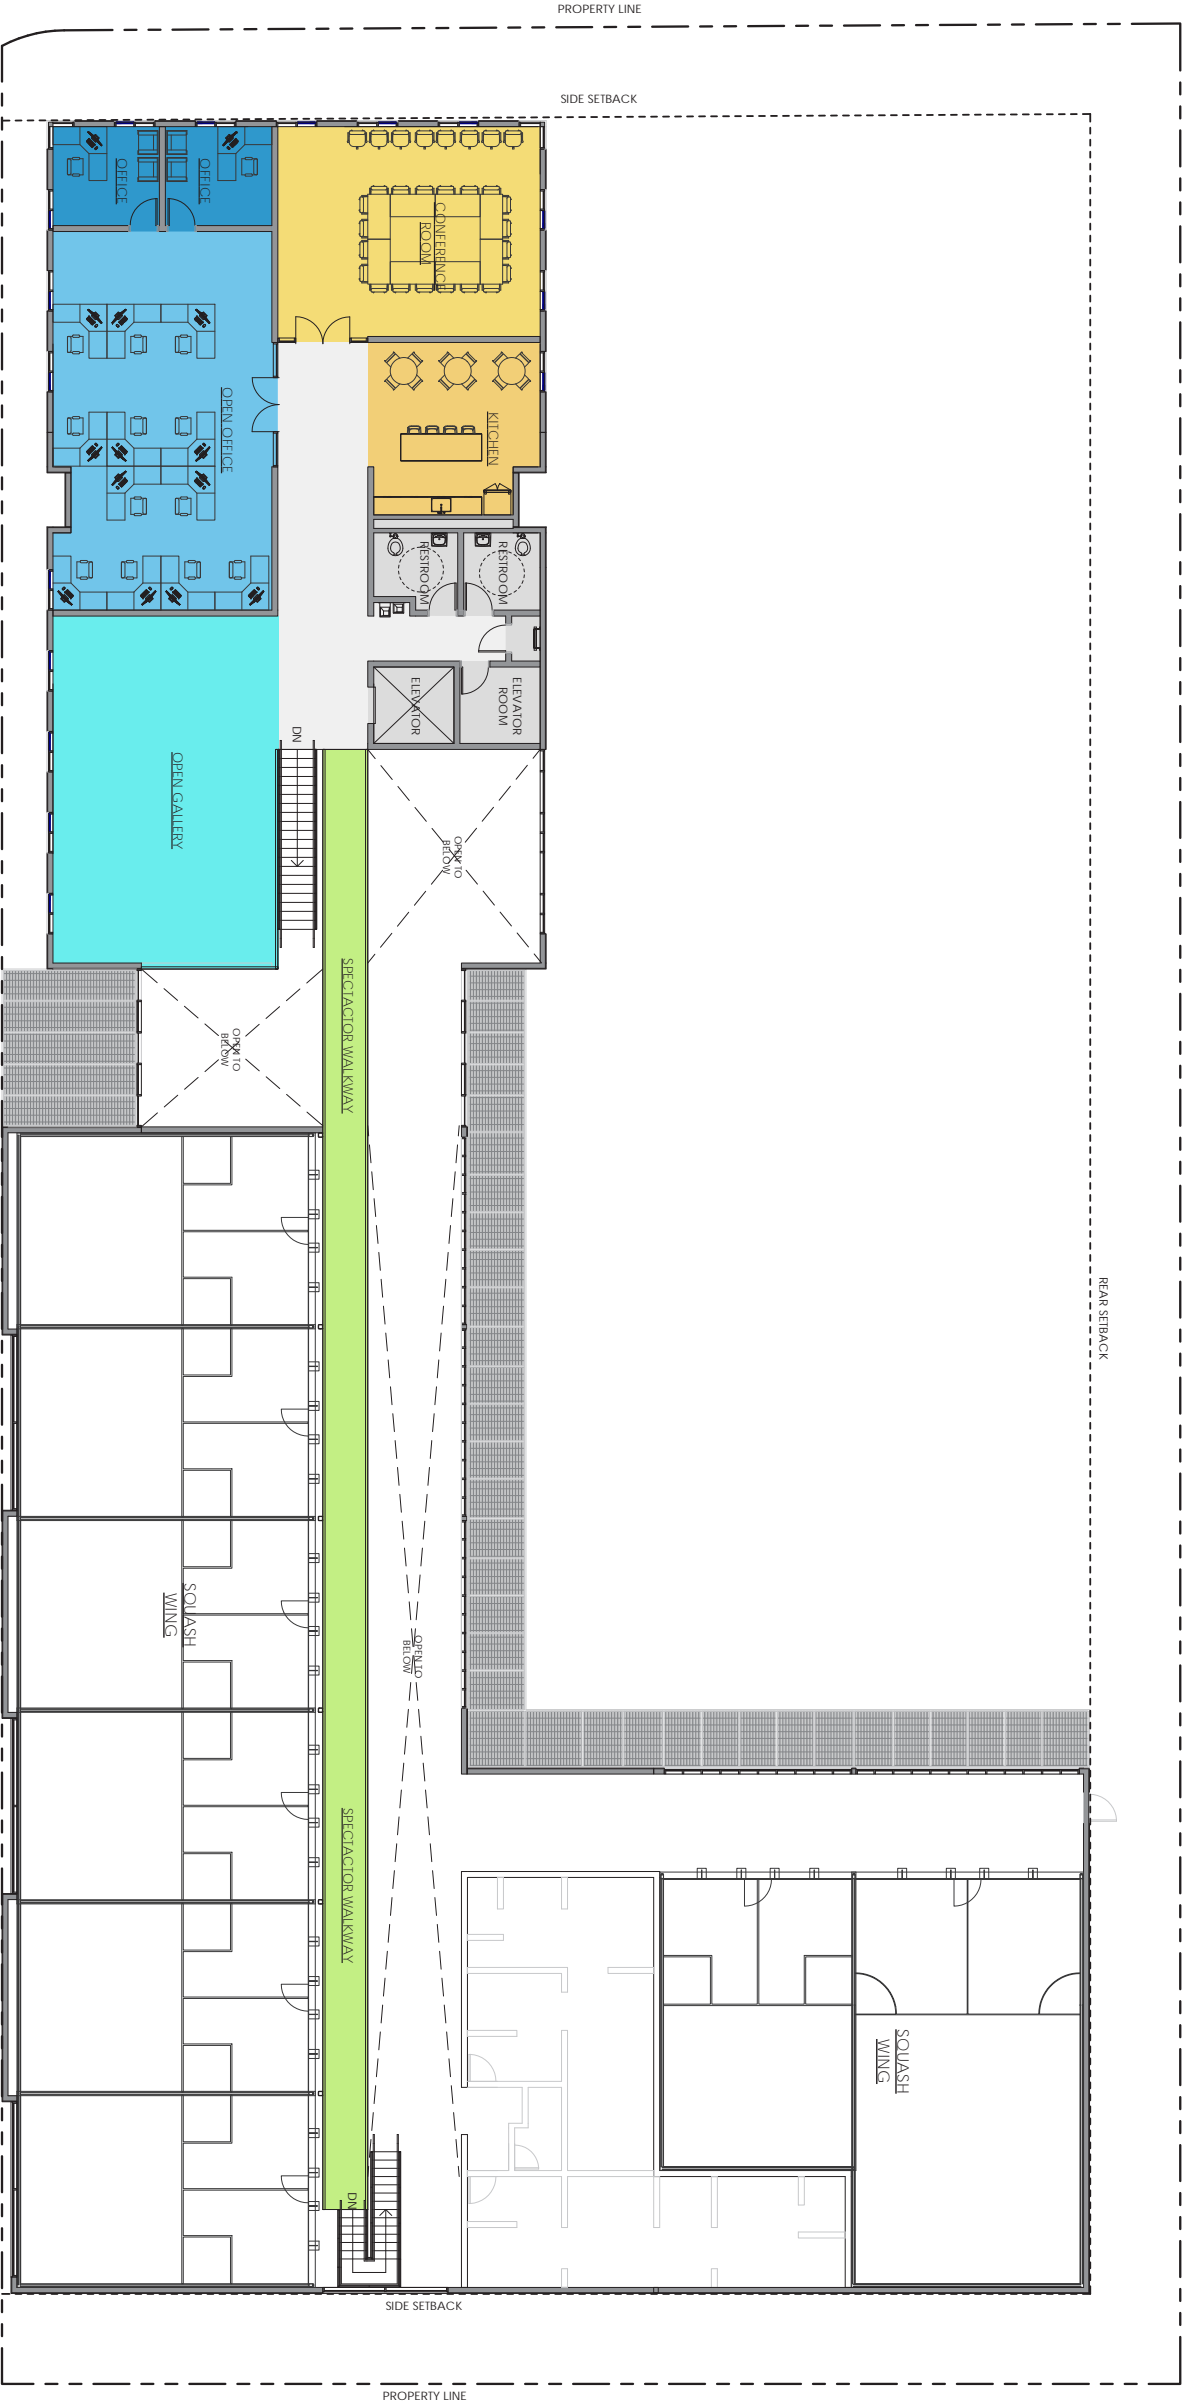 PROPERTY LINE
SIDE SETBACK
OFFICE
OFFICE
CONFERENCE
ROOM
OPEN OFFICE
KITCHEN
RESTROOM
RESTROOM
ELEVATOR
ELEVATOR
ROOM
DN
OPEN GALLERY
OPEN TO
BELOW
SPECTACTOR WALKWAY
OPEN TO
BELOW
REAR SETBACK
SQUASH
WING
OPEN TO
BELOW
SPECTACTOR WALKWAY
SQUASH
WING
DN
SIDE SETBACK
PROPERTY LINE